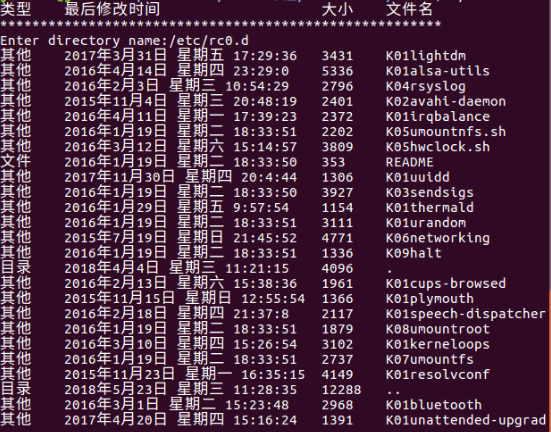 类型 最后修改时间 大小 文件名
*******************************************************
Enter directory name:/etc/rc0.d
其他 2017年3月31日 星期五 17:29:36 3431 K01lightdm
其他 2016年4月14日 星期四 23:29:0 5336 K01alsa-utils
其他 2016年2月3日 星期三 10:54:29 2796 K04rsyslog
其他 2015年11月4日 星期三 20:48:19 2401 K02avahi-daemon
其他 2016年4月11日 星期一 17:39:23 2372 K01irqbalance
其他 2016年1月19日 星期二 18:33:51 2202 K05umountnfs.sh
其他 2016年3月12日 星期六 15:14:57 3809 K05hwclock.sh
文件 2016年1月19日 星期二 18:33:50 353 README
其他 2017年11月30日 星期四 20:4:44 1306 K01uuidd
其他 2016年1月19日 星期二 18:33:50 3927 K03sendsigs
其他 2016年1月29日 星期五 9:57:54 1154 K01thermald
其他 2016年1月19日 星期二 18:33:51 3111 K01urandom
其他 2015年7月19日 星期日 21:45:52 4771 K06networking
其他 2016年1月19日 星期二 18:33:51 1336 K09halt
目录 2018年4月4日 星期三 11:21:15 4096 .
其他 2016年2月13日 星期六 15:38:36 1961 K01cups-browsed
其他 2015年11月15日 星期日 12:55:54 1366 K01plymouth
其他 2016年2月18日 星期四 21:37:8 2117 K01speech-dispatcher
其他 2016年1月19日 星期二 18:33:51 1879 K08umountroot
其他 2016年3月10日 星期四 15:26:54 3102 K01kerneloops
其他 2016年1月19日 星期二 18:33:51 2737 K07umountfs
其他 2015年11月23日 星期一 16:35:15 4149 K01resolvconf
目录 2018年5月23日 星期三 11:28:35 12288 ..
其他 2016年3月1日 星期二 15:23:48 2968 K01bluetooth
其他 2017年4月20日 星期四 15:16:24 1391 K01unattended-upgrad